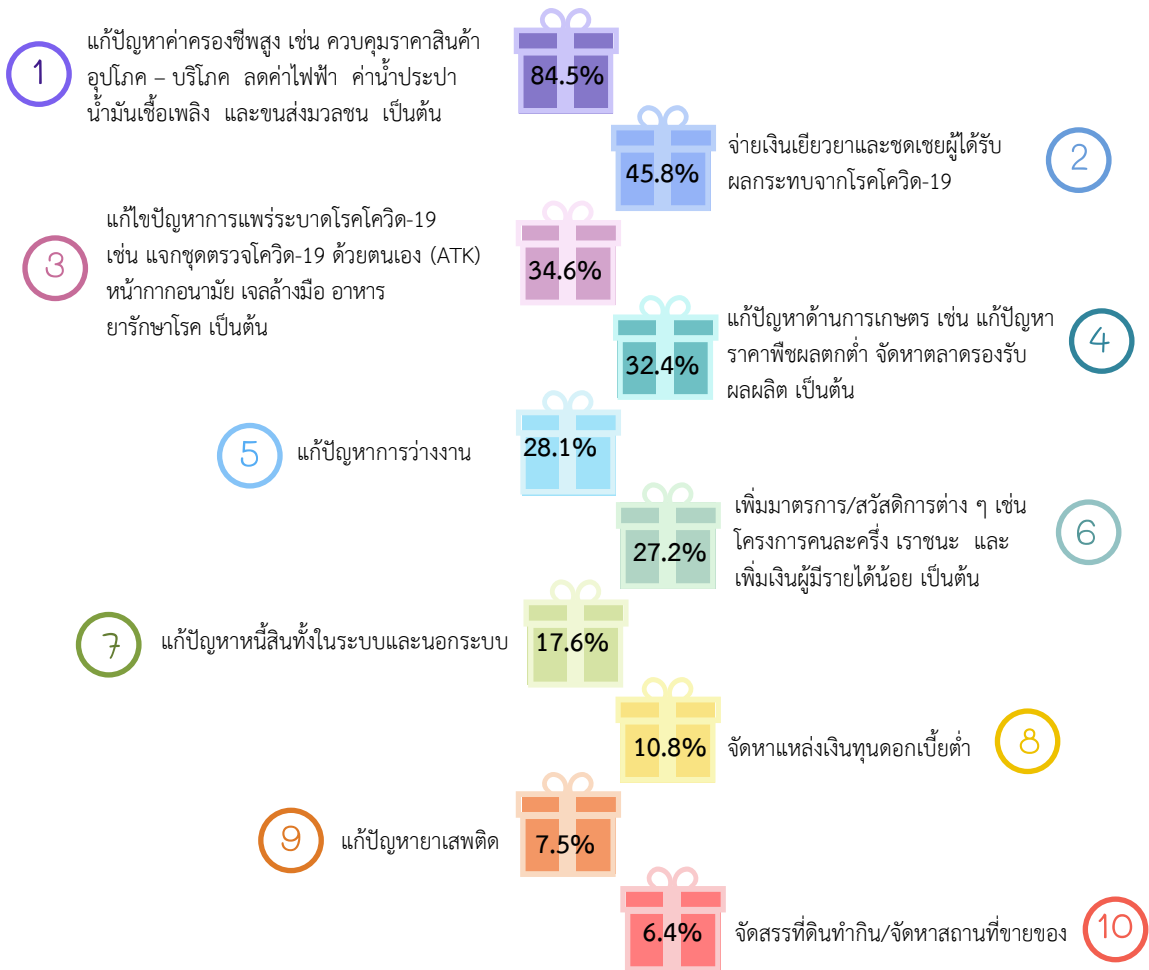 1
แก้ปัญหาค่าครองชีพสูง เช่น ควบคุมราคาสินค้า
อุปโภค – บริโภค ลดค่าไฟฟ้า ค่าน้ำประปา
น้ำมันเชื้อเพลิง และขนส่งมวลชน เป็นต้น
84.5%
45.8%
จ่ายเงินเยียวยาและชดเชยผู้ได้รับ
ผลกระทบจากโรคโควิด-19
2
3
แก้ไขปัญหาการแพร่ระบาดโรคโควิด-19
เช่น แจกชุดตรวจโควิด-19 ด้วยตนเอง (ATK)
หน้ากากอนามัย เจลล้างมือ อาหาร
ยารักษาโรค เป็นต้น
34.6%
32.4%
แก้ปัญหาด้านการเกษตร เช่น แก้ปัญหา
ราคาพืชผลตกต่ำ จัดหาตลาดรองรับ
ผลผลิต เป็นต้น
4
5
แก้ปัญหาการว่างงาน
28.1%
27.2%
เพิ่มมาตรการ/สวัสดิการต่าง ๆ เช่น
โครงการคนละครึ่ง เราชนะ และ
เพิ่มเงินผู้มีรายได้น้อย เป็นต้น
6
7
แก้ปัญหาหนี้สินทั้งในระบบและนอกระบบ
17.6%
10.8%
จัดหาแหล่งเงินทุนดอกเบี้ยต่ำ
8
9
แก้ปัญหายาเสพติด
7.5%
6.4%
จัดสรรที่ดินทำกิน/จัดหาสถานที่ขายของ
10